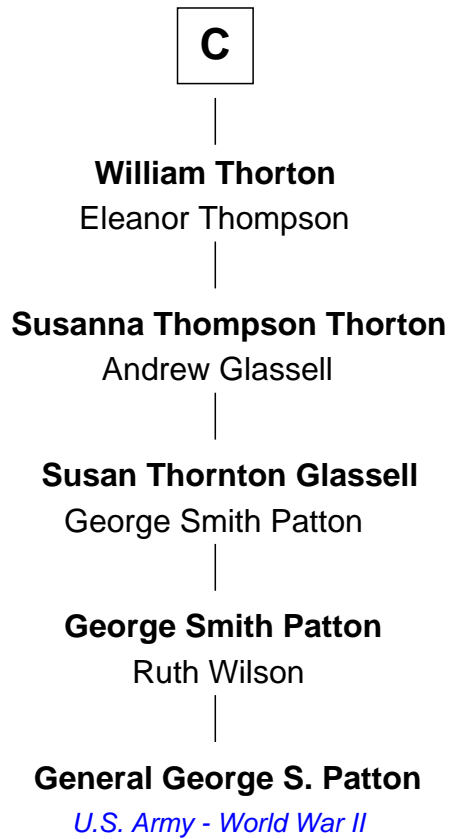 C
William Thorton
Eleanor Thompson
Susanna Thompson Thorton
Andrew Glassell
Susan Thornton Glassell
George Smith Patton
George Smith Patton
Ruth Wilson
General George S. Patton
U.S. Army - World War II